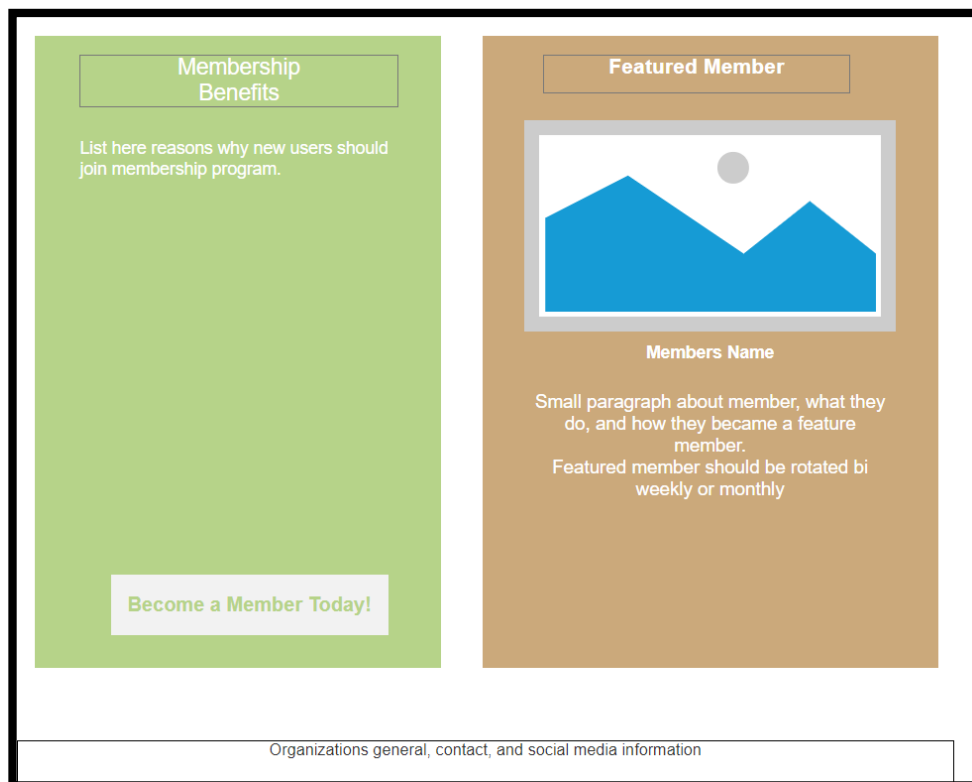 Membership
Benefits
List here reasons why new users should
join membership program.
Become a Member Today!
Featured Member
Members Name
Small paragraph about member, what they
do, and how they became a feature
member.
Featured member should be rotated bi
weekly or monthly
Organizations general, contact, and social media information